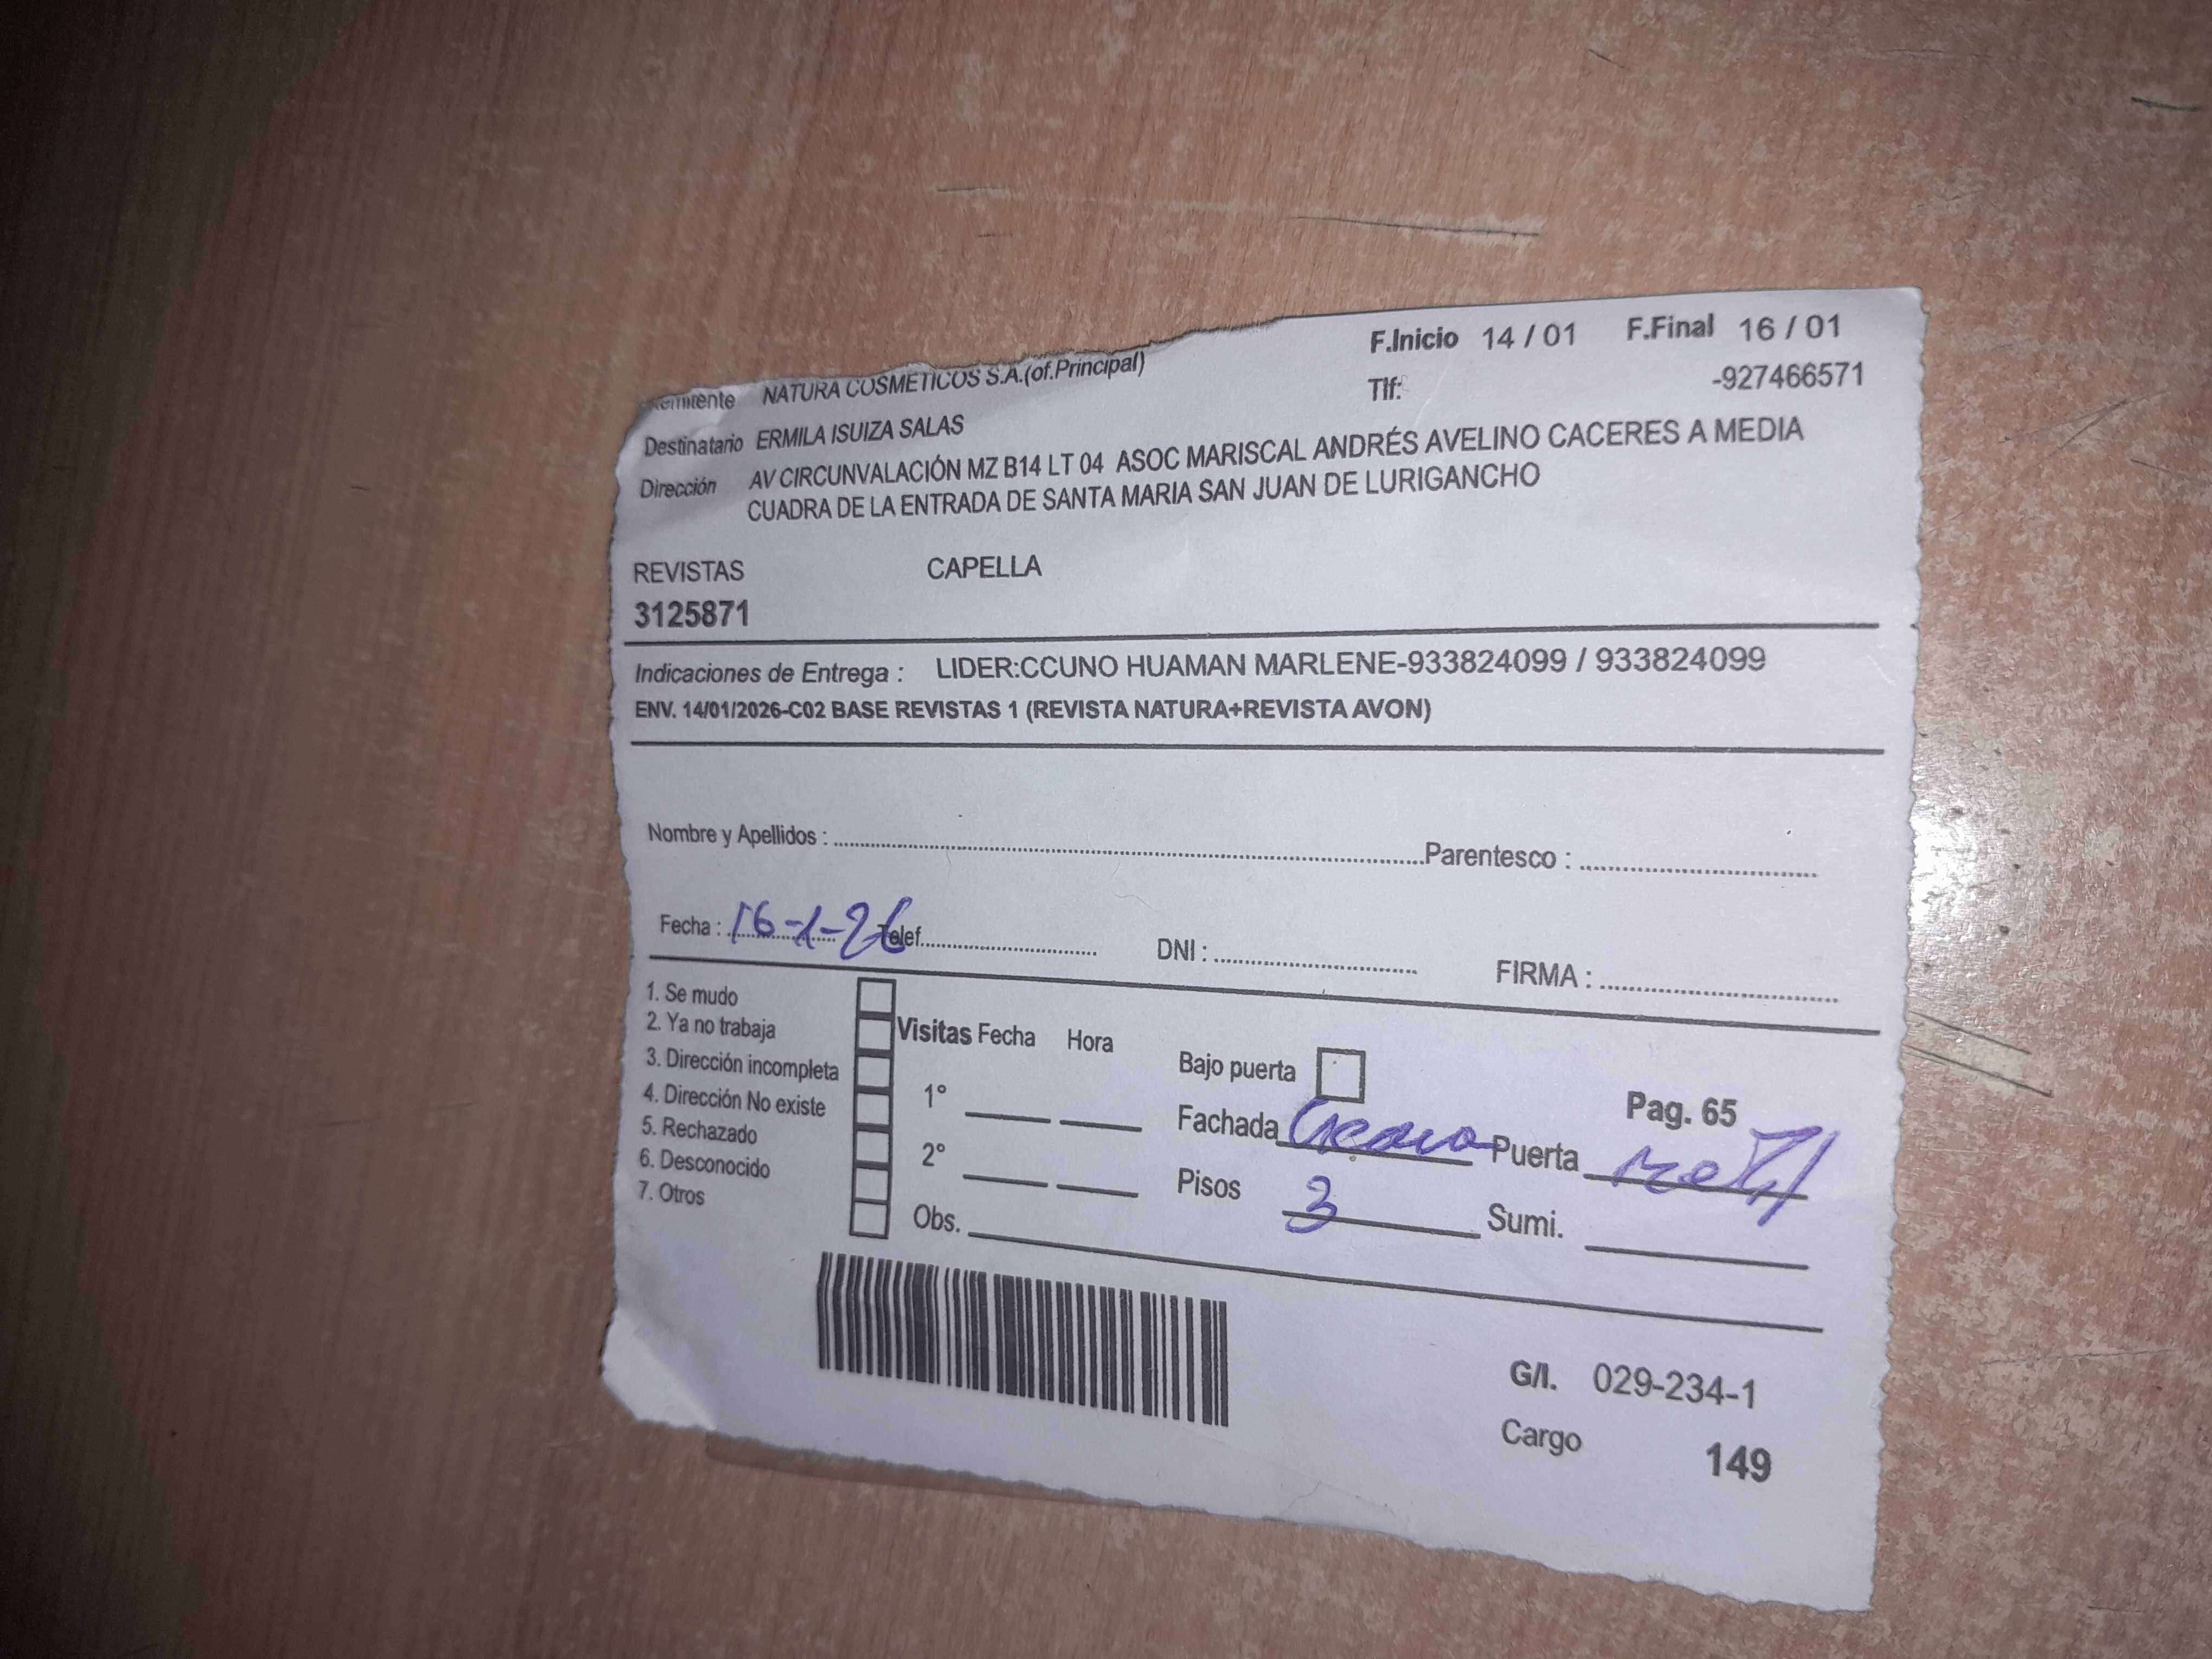 F.Inicio 14 / 01 F.Final 16 / 01
Remitente NATURA COSMETICOS S.A.(of.Principal) Tlf: -927466571
Destinatario ERMILA ISUIZA SALAS
Dirección AV CIRCUNVALACIÓN MZ B14 LT 04 ASOC MARISCAL ANDRÉS AVELINO CACERES A MEDIA
CUADRA DE LA ENTRADA DE SANTA MARIA SAN JUAN DE LURIGANCHO
REVISTAS CAPELLA
3125871
Indicaciones de Entrega : LIDER:CCUNO HUAMAN MARLENE-933824099 / 933824099
ENV. 14/01/2026-C02 BASE REVISTAS 1 (REVISTA NATURA+REVISTA AVON)
Nombre y Apellidos : Parentesco :
Fecha : 16-1-26 Telef. DNI : FIRMA :
1. Se mudo
2. Ya no trabaja
3. Dirección incompleta
4. Dirección No existe
5. Rechazado
6. Desconocido
7. Otros
Visitas Fecha Hora
1°
2°
Obs.
Bajo puerta
Pag. 65
Fachada Puerta
Pisos 3 Sumi.
G/I. 029-234-1
Cargo 149